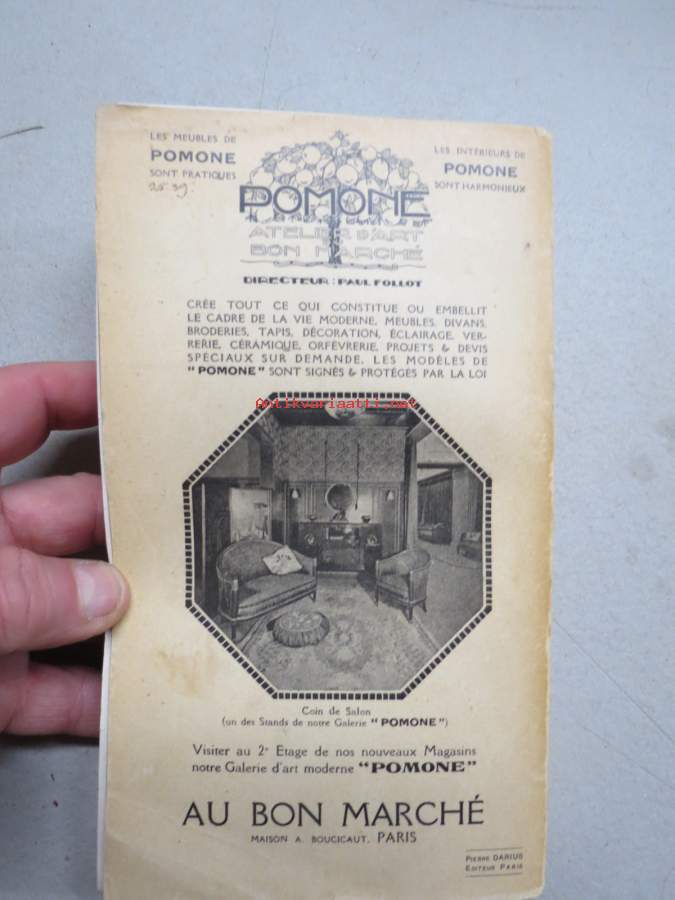 LES MEUBLES DE
POMONE
SONT PRATIQUES
25.39.
LES INTÉRIEURS DE
POMONE
SONT HARMONIEUX
POMONE
ATELIER D'ART
BON MARCHÉ
DIRECTEUR : PAUL FOLLOT
CRÉE TOUT CE QUI CONSTITUE OU EMBELLIT
LE CADRE DE LA VIE MODERNE, MEUBLES, DIVANS,
BRODERIES, TAPIS, DÉCORATION, ÉCLAIRAGE, VER-
RERIE, CÉRAMIQUE, ORFÈVRERIE, PROJETS & DEVIS
SPÉCIAUX SUR DEMANDE. LES MODÈLES DE
"POMONE" SONT SIGNÉS & PROTÉGÉS PAR LA LOI
Antikvariaatti.net
Coin de Salon
(un des Stands de notre Galerie "POMONE")
Visiter au 2e Etage de nos nouveaux Magasins
notre Galerie d'art moderne "POMONE"
AU BON MARCHÉ
MAISON A. BOUCICAUT, PARIS
PIERRE DARIUS
EDITEUR PARIS